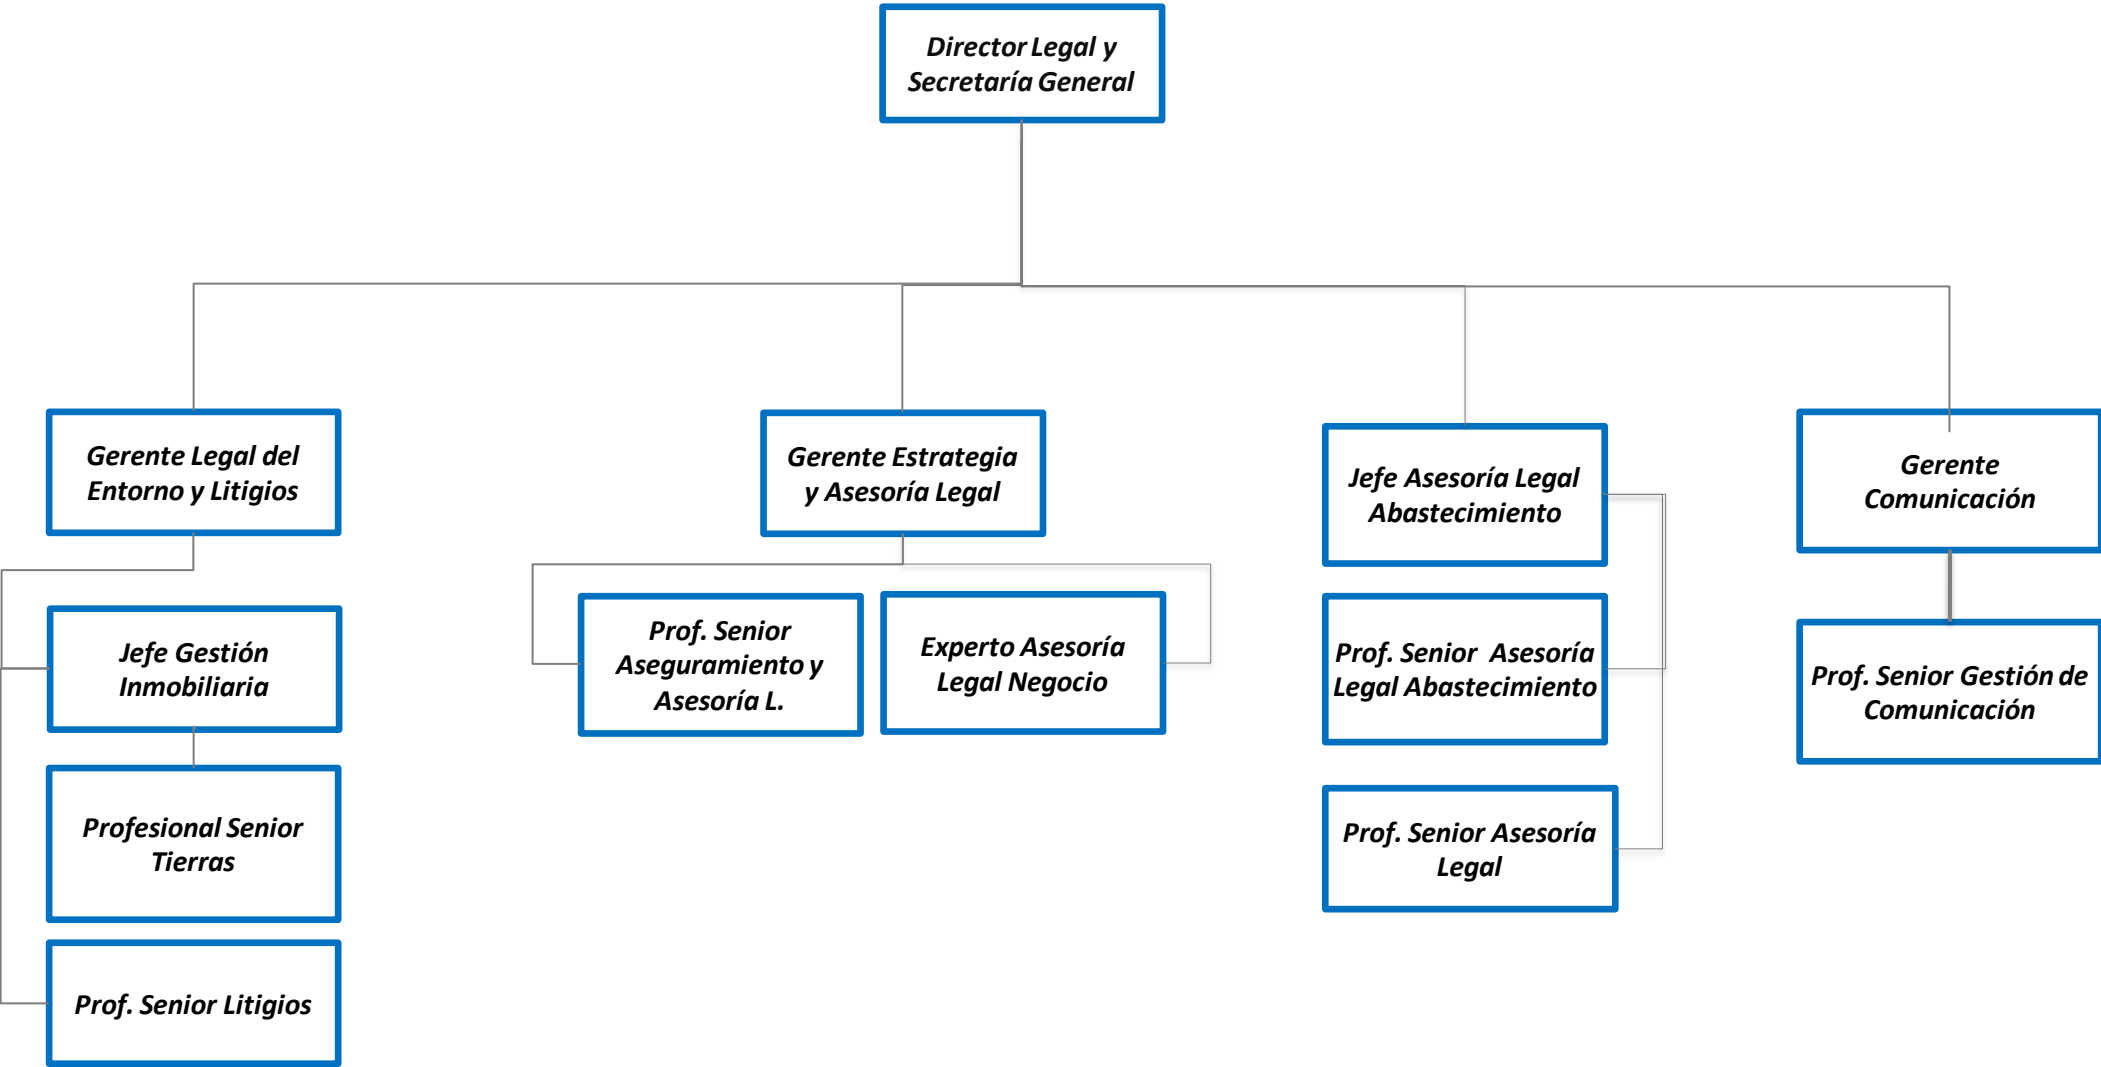 Director Legal y
Secretaría General
Gerente Legal del
Entorno y Litigios
Gerente Estrategia
y Asesoría Legal
Jefe Asesoría Legal
Abastecimiento
Gerente
Comunicación
Jefe Gestión
Inmobiliaria
Prof. Senior
Aseguramiento y
Asesoría L.
Experto Asesoría
Legal Negocio
Prof. Senior Asesoría
Legal Abastecimiento
Prof. Senior Gestión de
Comunicación
Profesional Senior
Tierras
Prof. Senior Asesoría
Legal
Prof. Senior Litigios